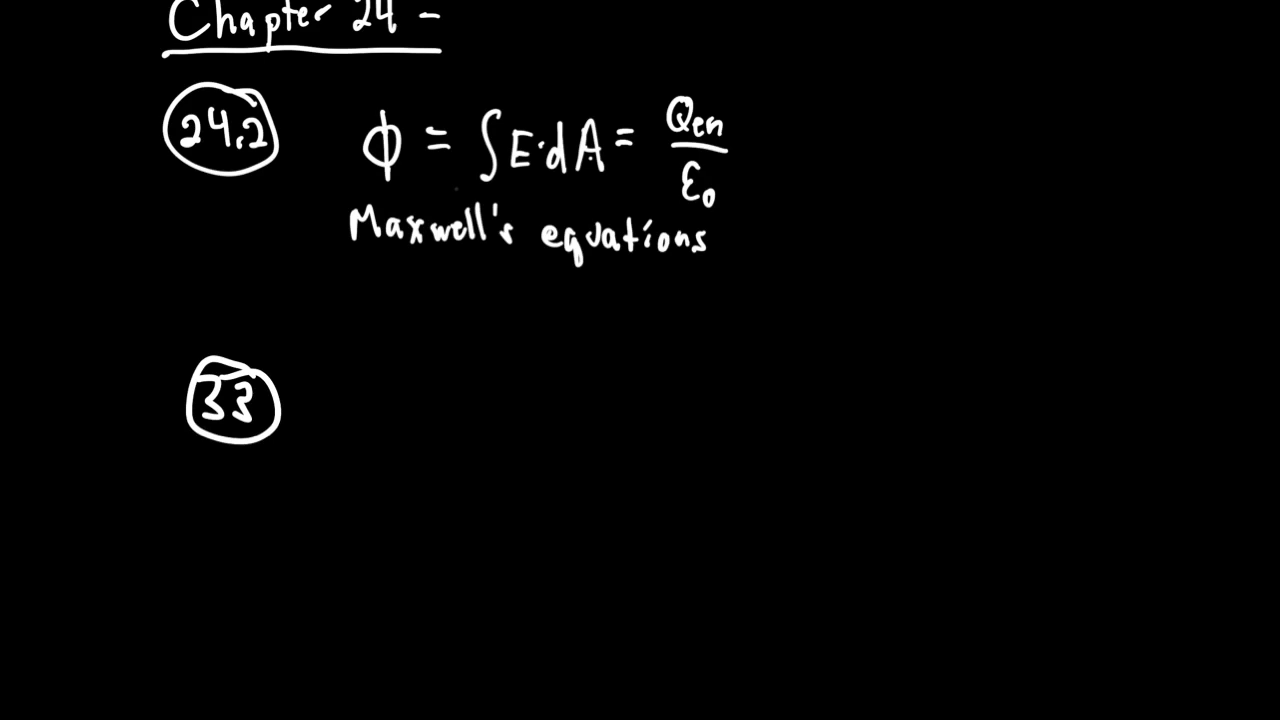 Chapter 24 -
24.2 ϕ = ∫E·dA = Qen/ε0
Maxwell's equations
33